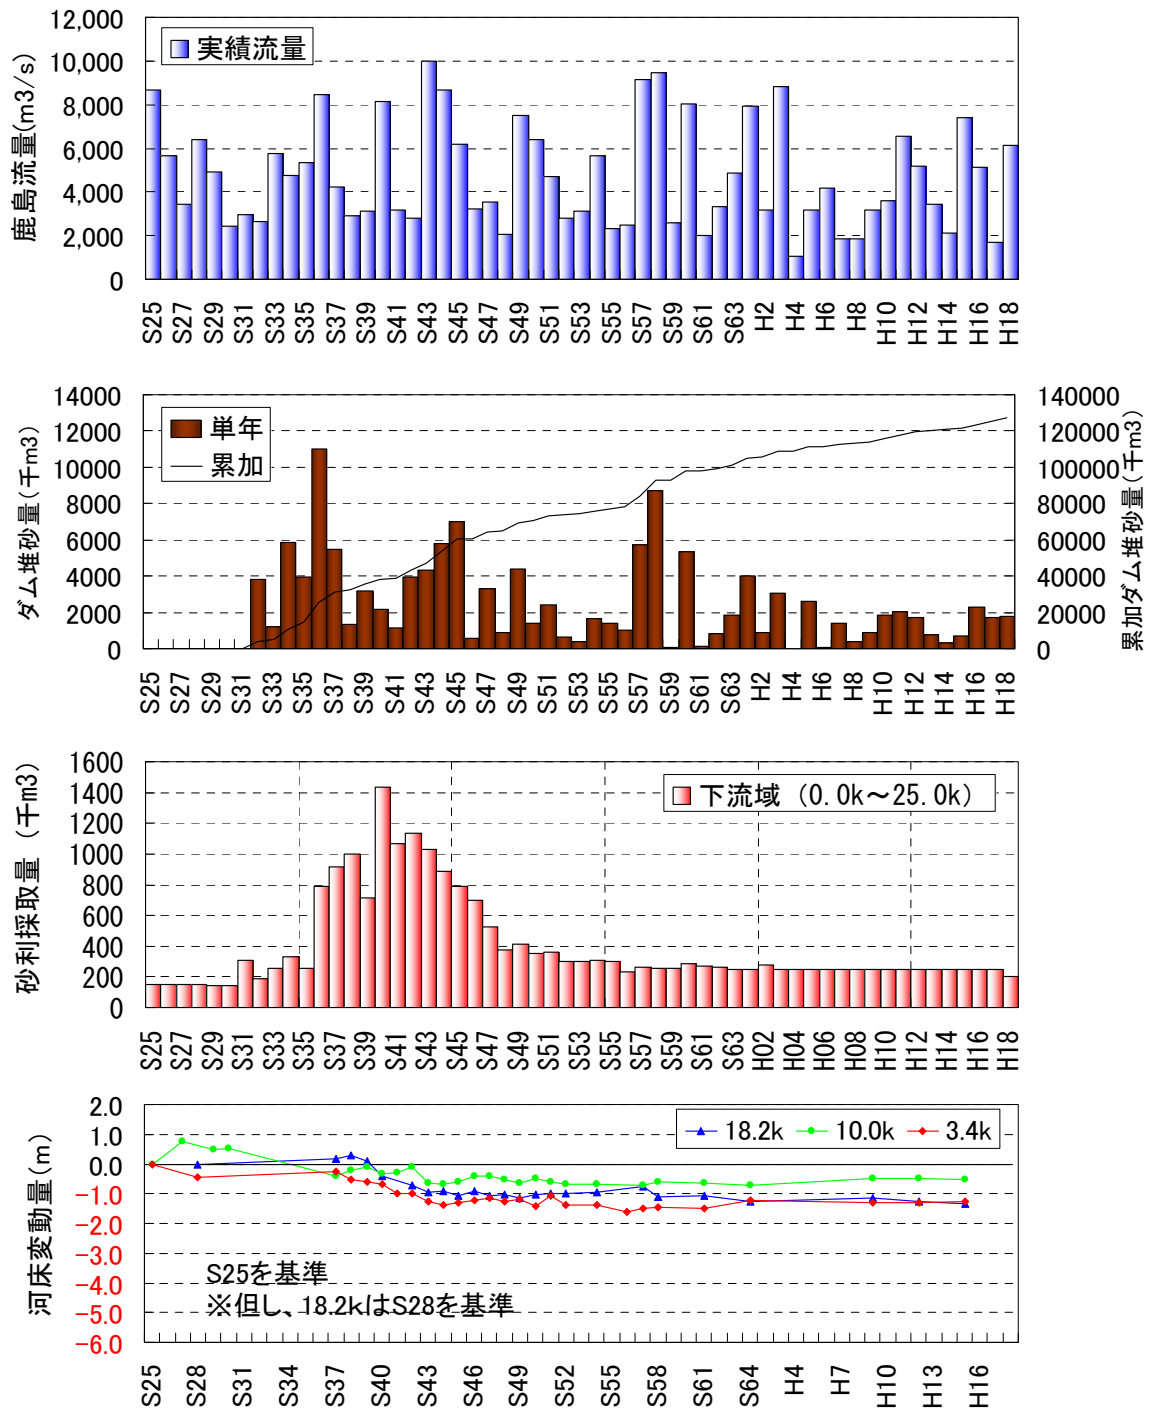 鹿島流量(m3/s)
12,000
10,000
8,000
6,000
4,000
2,000
0
実績流量
S25 S27 S29 S31 S33 S35 S37 S39 S41 S43 S45 S47 S49 S51 S53 S55 S57 S59 S61 S63 H2 H4 H6 H8 H10 H12 H14 H16 H18
ダム堆砂量(千m3)
14000
12000
10000
8000
6000
4000
2000
0
単年
累加
140000
120000
100000
80000
60000
40000
20000
0
累加ダム堆砂量(千m3)
S25 S27 S29 S31 S33 S35 S37 S39 S41 S43 S45 S47 S49 S51 S53 S55 S57 S59 S61 S63 H2 H4 H6 H8 H10 H12 H14 H16 H18
砂利採取量 (千m3)
1600
1400
1200
1000
800
600
400
200
0
下流域 (0.0k～25.0k)
S25 S27 S29 S31 S33 S35 S37 S39 S41 S43 S45 S47 S49 S51 S53 S55 S57 S59 S61 S63 H02 H04 H06 H08 H10 H12 H14 H16 H18
河床変動量(m)
2.0
1.0
0.0
-1.0
-2.0
-3.0
-4.0
-5.0
-6.0
18.2k 10.0k 3.4k
S25を基準
※但し、18.2kはS28を基準
S25 S28 S31 S34 S37 S40 S43 S46 S49 S52 S55 S58 S61 S64 H4 H7 H10 H13 H16